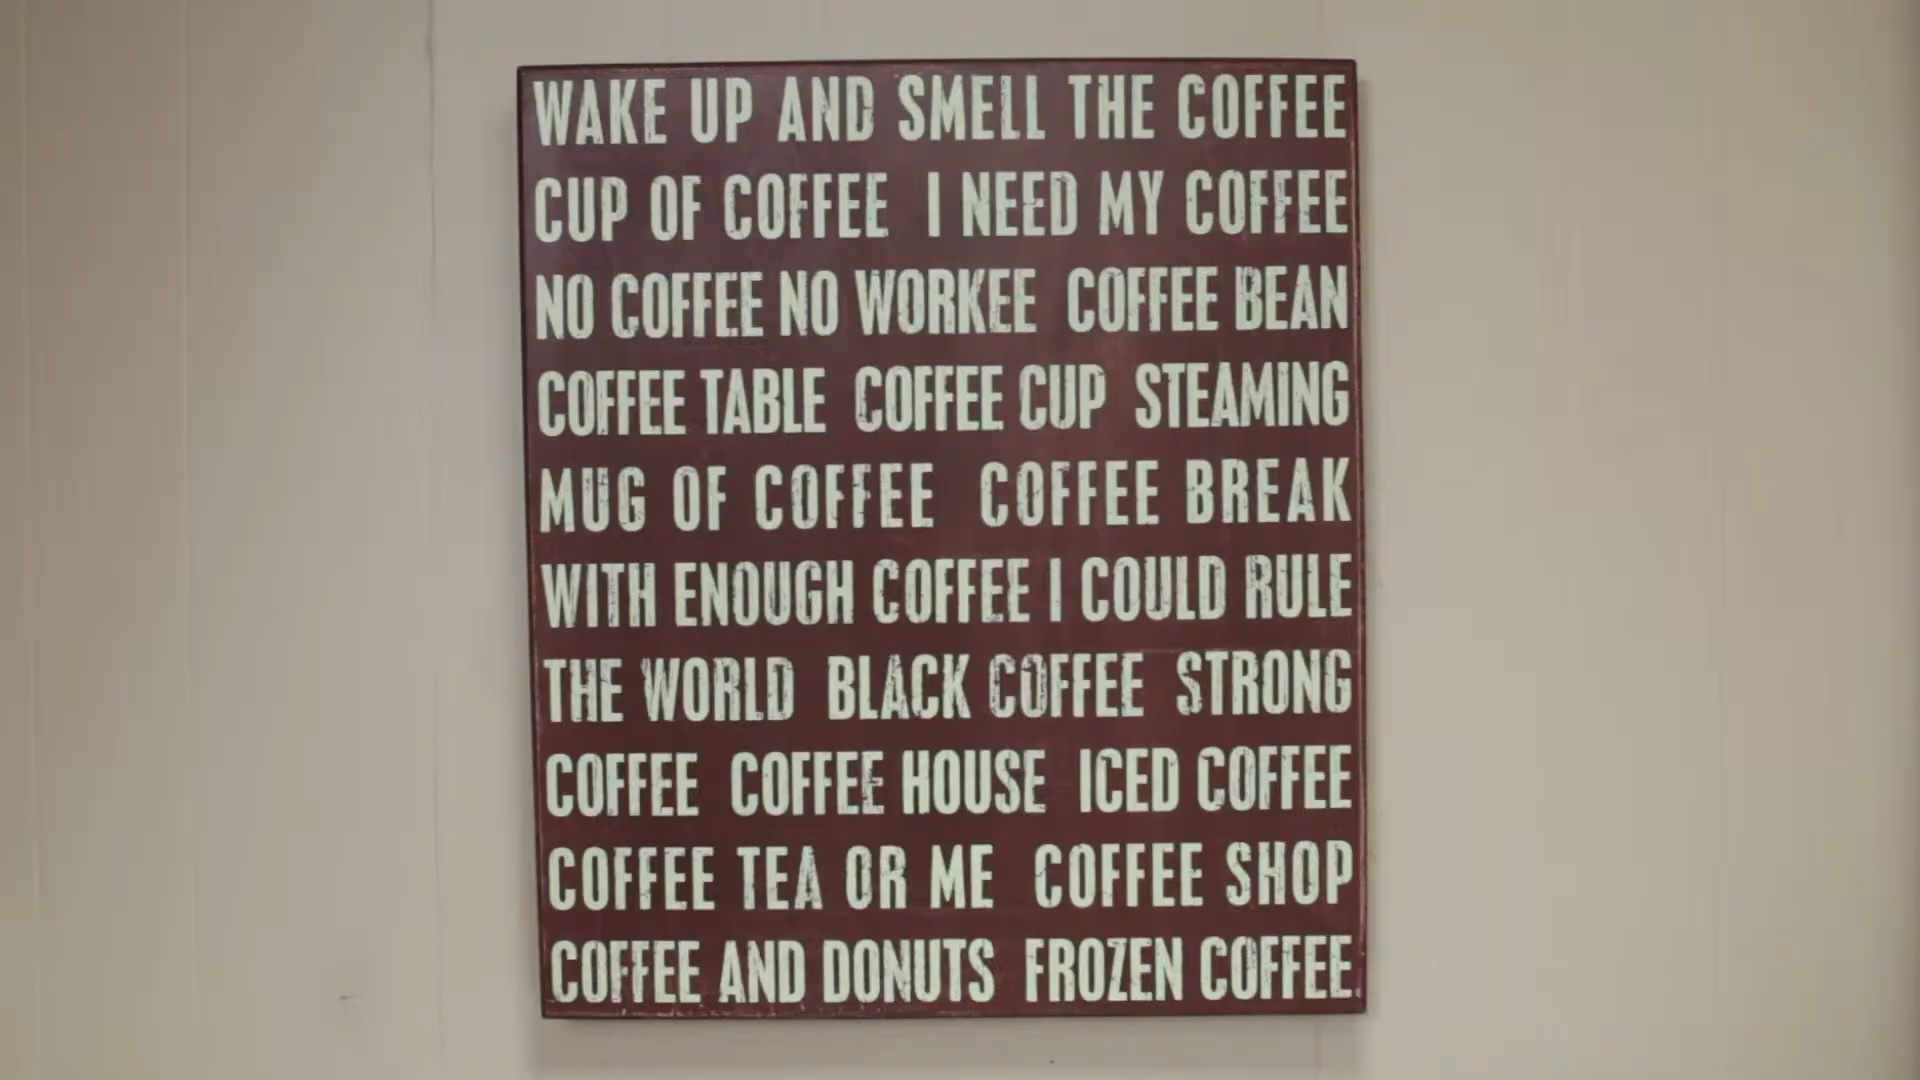 WAKE UP AND SMELL THE COFFEE
CUP OF COFFEE I NEED MY COFFEE
NO COFFEE NO WORKEE COFFEE BEAN
COFFEE TABLE COFFEE CUP STEAMING
MUG OF COFFEE COFFEE BREAK
WITH ENOUGH COFFEE I COULD RULE
THE WORLD BLACK COFFEE STRONG
COFFEE COFFEE HOUSE ICED COFFEE
COFFEE TEA OR ME COFFEE SHOP
COFFEE AND DONUTS FROZEN COFFEE